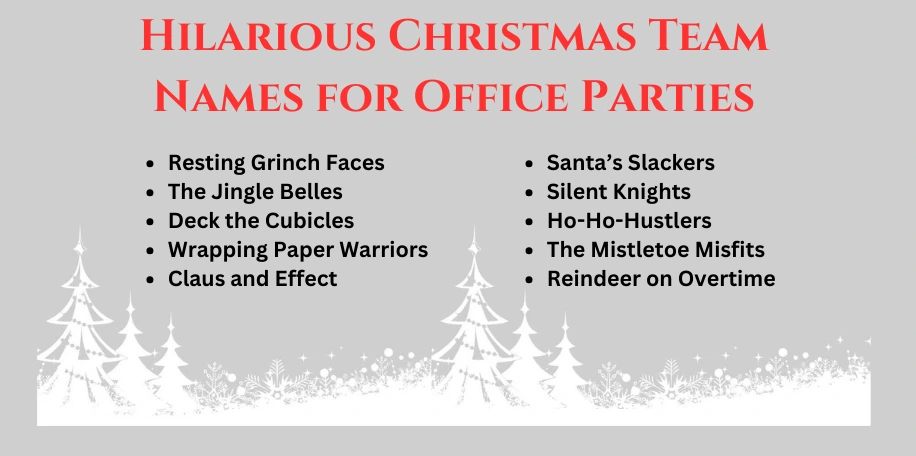 Hilarious Christmas Team
Names for Office Parties
• Resting Grinch Faces
• The Jingle Belles
• Deck the Cubicles
• Wrapping Paper Warriors
• Claus and Effect
• Santa’s Slackers
• Silent Knights
• Ho-Ho-Hustlers
• The Mistletoe Misfits
• Reindeer on Overtime